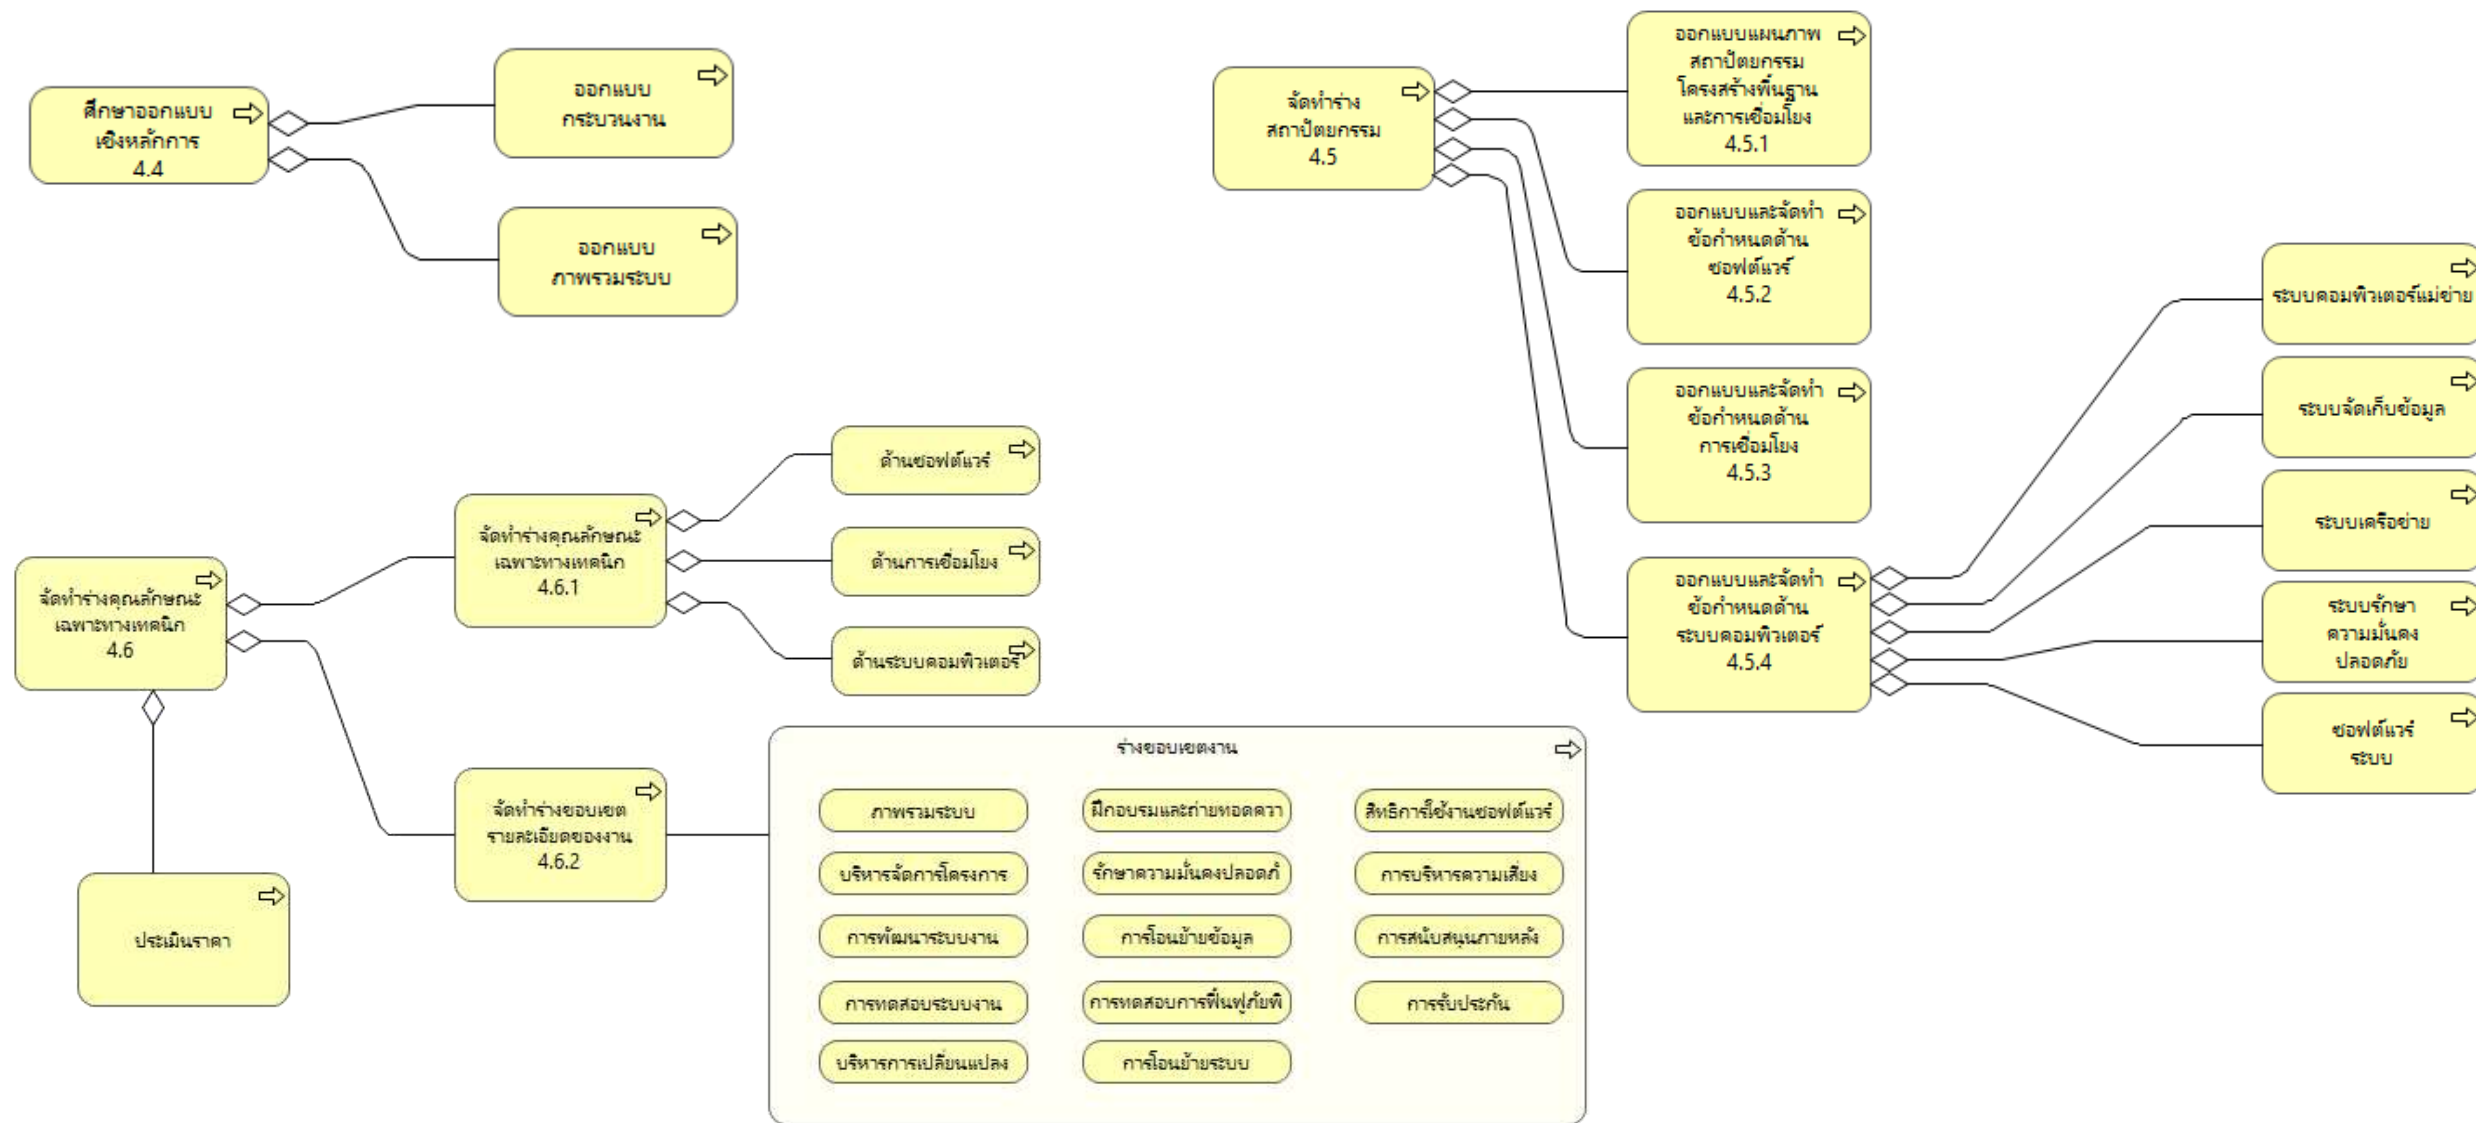 ศึกษาออกแบบ
เชิงหลักการ
4.4
ออกแบบ
กระบวนงาน
ออกแบบ
ภาพรวมระบบ
จัดทำร่าง
สถาปัตยกรรม
4.5
ออกแบบแผนภาพ
สถาปัตยกรรม
โครงสร้างพื้นฐาน
และการเชื่อมโยง
4.5.1
ออกแบบและจัดทำ
ข้อกำหนดด้าน
ซอฟต์แวร์
4.5.2
ออกแบบและจัดทำ
ข้อกำหนดด้าน
การเชื่อมโยง
4.5.3
ออกแบบและจัดทำ
ข้อกำหนดด้าน
ระบบคอมพิวเตอร์
4.5.4
ระบบคอมพิวเตอร์แม่ข่าย
ระบบจัดเก็บข้อมูล
ระบบเครือข่าย
ระบบรักษา
ความมั่นคง
ปลอดภัย
ซอฟต์แวร์
ระบบ
จัดทำร่างคุณลักษณะ
เฉพาะทางเทคนิก
4.6
จัดทำร่างคุณลักษณะ
เฉพาะทางเทคนิก
4.6.1
ด้านซอฟต์แวร์
ด้านการเชื่อมโยง
ด้านระบบคอมพิวเตอร์
จัดทำร่างขอบเขต
รายละเอียดของงาน
4.6.2
ประเมินราคา
ร่างขอบเขตงาน
ภาพรวมระบบ
บริหารจัดการโครงการ
การพัฒนาระบบงาน
การทดสอบระบบงาน
บริหารการเปลี่ยนแปลง
ฝึกอบรมและถ่ายทอดควา
รักษาความมั่นคงปลอดภั
การโอนย้ายข้อมูล
การทดสอบการฟื้นฟูภัยพิ
การโอนย้ายระบบ
สิทธิการใช้งานซอฟต์แวร์
การบริหารความเสี่ยง
การสนับสนุนภายหลัง
การรับประกัน